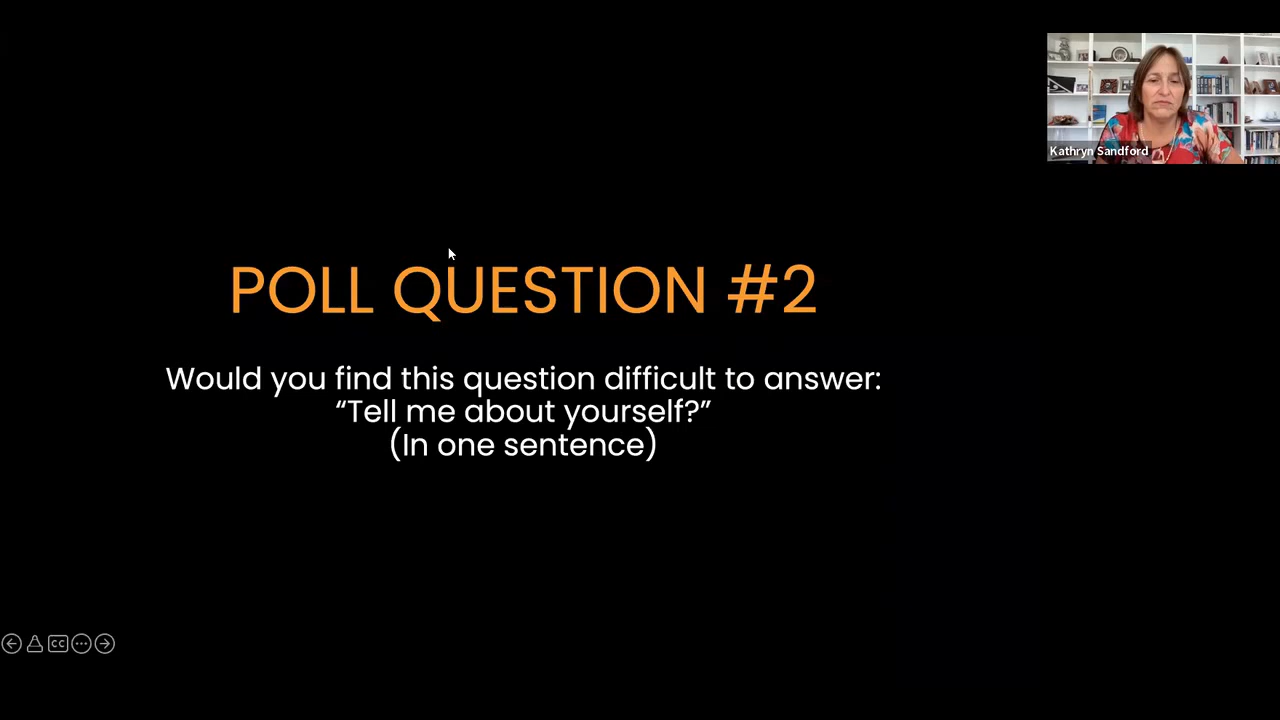 Kathryn Sandford
POLL QUESTION #2
Would you find this question difficult to answer:
“Tell me about yourself?”
(In one sentence)
CC